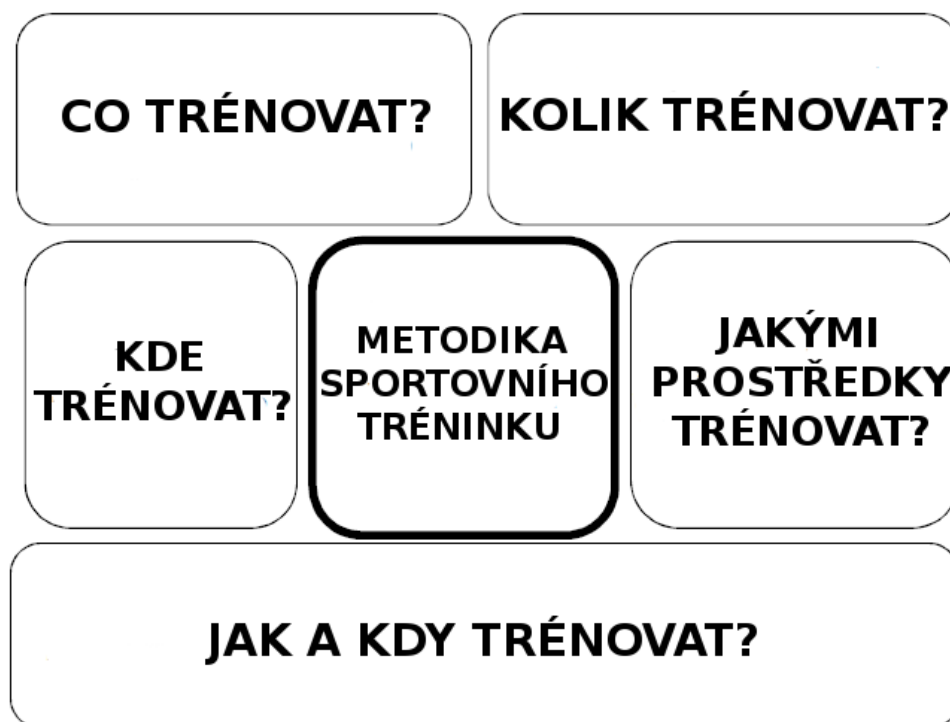 CO TRÉNOVAT?
KOLIK TRÉNOVAT?
KDE
TRÉNOVAT?
METODIKA
SPORTOVNÍHO
TRÉNINKU
JAKÝMI
PROSTŘEDKY
TRÉNOVAT?
JAK A KDY TRÉNOVAT?